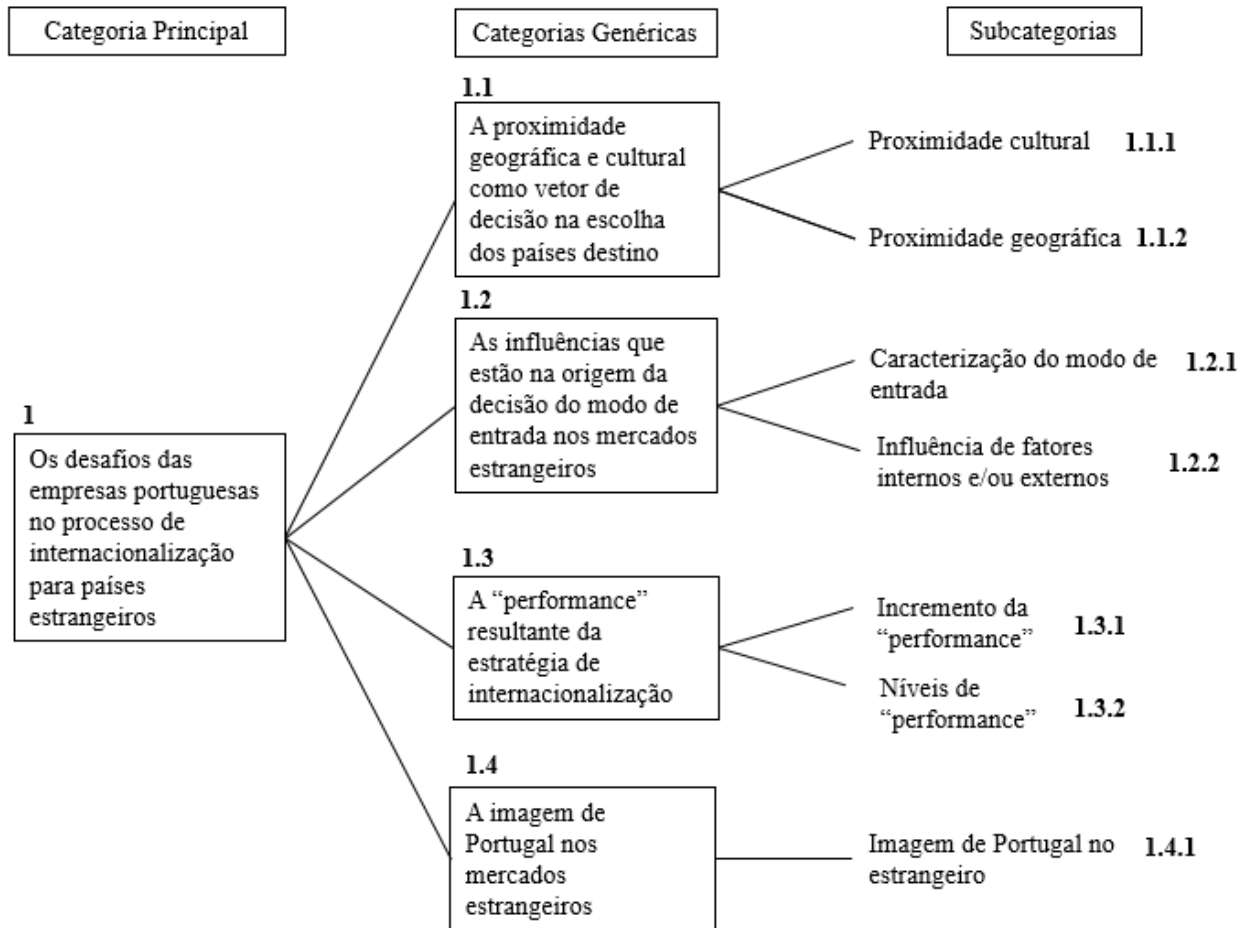 Categoria Principal
Categorias Genéricas
Subcategorias
1
Os desafios das
empresas portuguesas
no processo de
internacionalização
para países
estrangeiros
1.1
A proximidade
geográfica e cultural
como vetor de
decisão na escolha
dos países destino
Proximidade cultural 1.1.1
Proximidade geográfica 1.1.2
1.2
As influências que
estão na origem da
decisão do modo de
entrada nos mercados
estrangeiros
Caracterização do modo de
entrada
1.2.1
Influência de fatores
internos e/ou externos
1.2.2
1.3
A “performance”
resultante da
estratégia de
internacionalização
Incremento da
“performance”
1.3.1
Níveis de
“performance”
1.3.2
1.4
A imagem de
Portugal nos
mercados
estrangeiros
Imagem de Portugal no
estrangeiro
1.4.1